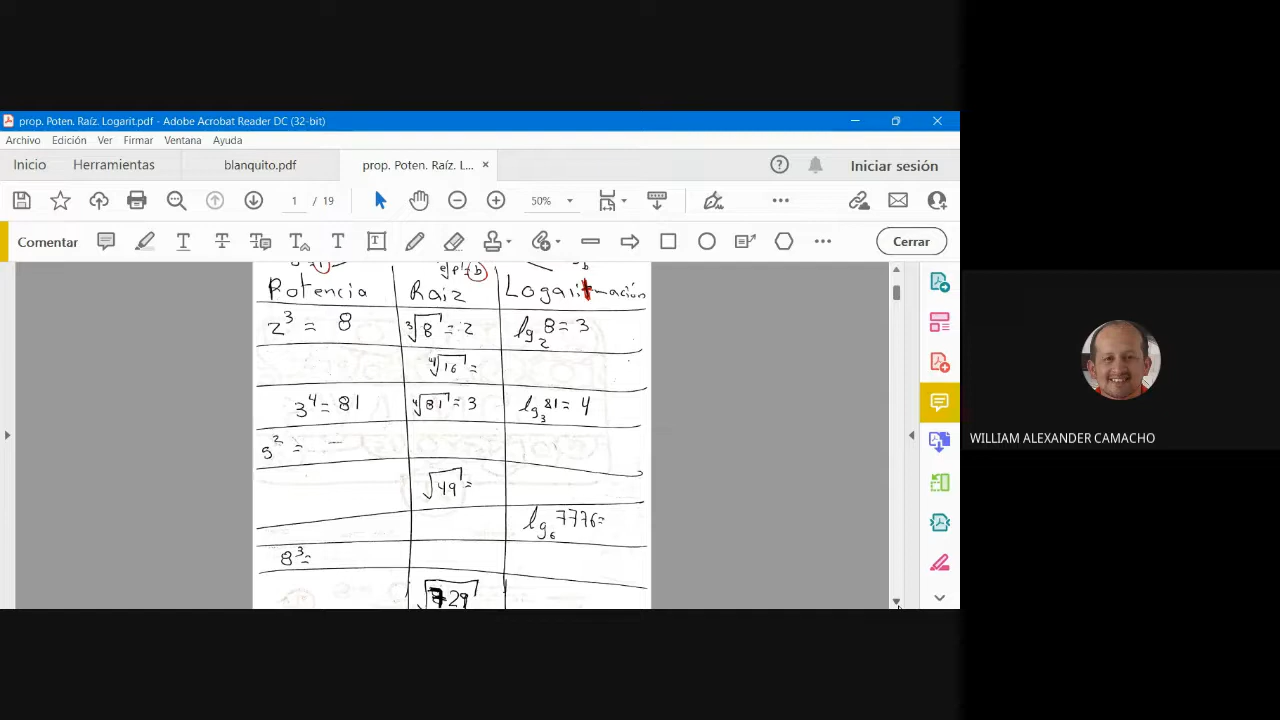 prop. Poten. Raíz. Logarit.pdf - Adobe Acrobat Reader DC (32-bit)
Archivo Edición Ver Firmar Ventana Ayuda
Inicio Herramientas blanquito.pdf prop. Poten. Raíz. L... ×
1 / 19 50% Iniciar sesión
Comentar Cerrar
Potencia Raiz Logaritmación
2³ = 8 ³√8 = 2 lg₂ 8 = 3
⁴√16 =
3⁴ = 81 ⁴√81 = 3 lg₃ 81 = 4
5² =
√49 =
lg₆ 7776 =
8³ =
√729
WILLIAM ALEXANDER CAMACHO